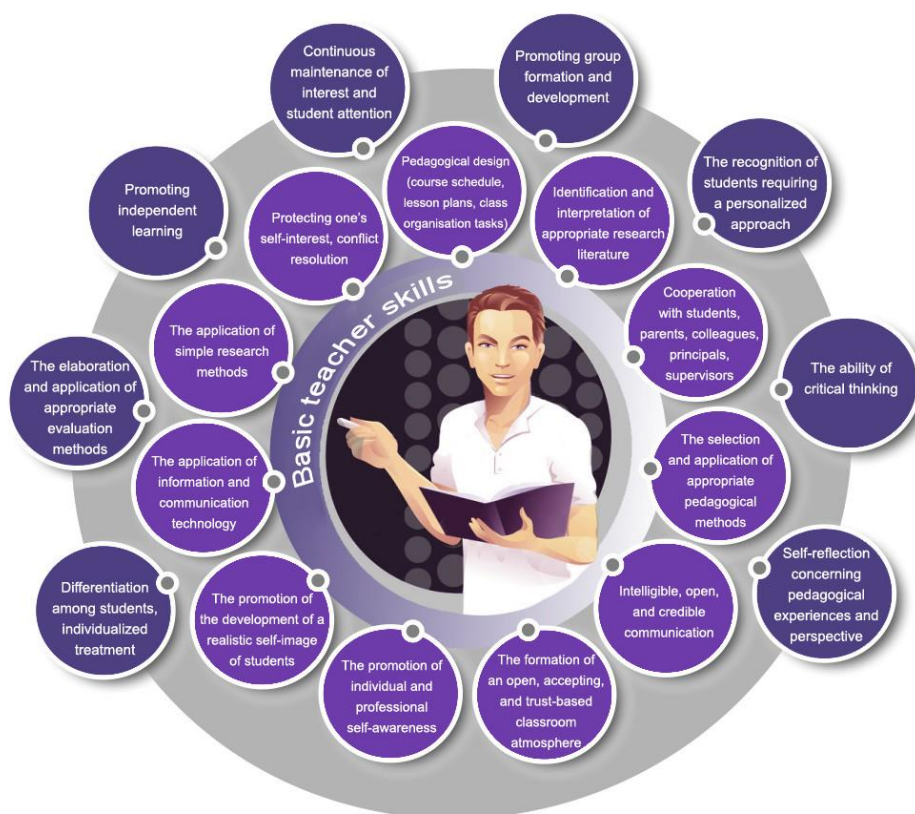 Continuous
maintenance of
interest and
student attention
Promoting group
formation and
development
The recognition of
students requiring
a personalized
approach
The ability of
critical thinking
Self-reflection
concerning
pedagogical
experiences and
perspective
Promoting
independent
learning
The elaboration
and application of
appropriate
evaluation
methods
Differentiation
among students,
individualized
treatment
Pedagogical design
(course schedule,
lesson plans, class
organisation tasks)
Identification and
interpretation of
appropriate research
literature
Cooperation
with students,
parents, colleagues,
principals,
supervisors
The selection
and application of
appropriate
pedagogical
methods
Intelligible, open,
and credible
communication
The formation of
an open, accepting,
and trust-based
classroom
atmosphere
The promotion of
individual and
professional
self-awareness
The promotion of
the development of a
realistic self-image
of students
The application of
information and
communication
technology
The application of
simple research
methods
Protecting one's
self-interest, conflict
resolution
Basic teacher skills